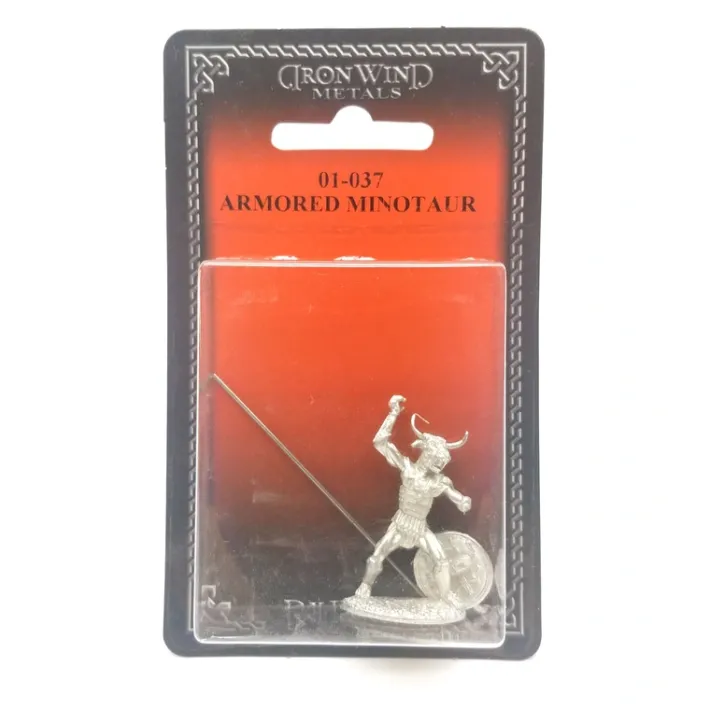 IRON WIND
METALS
01-037
ARMORED MINOTAUR